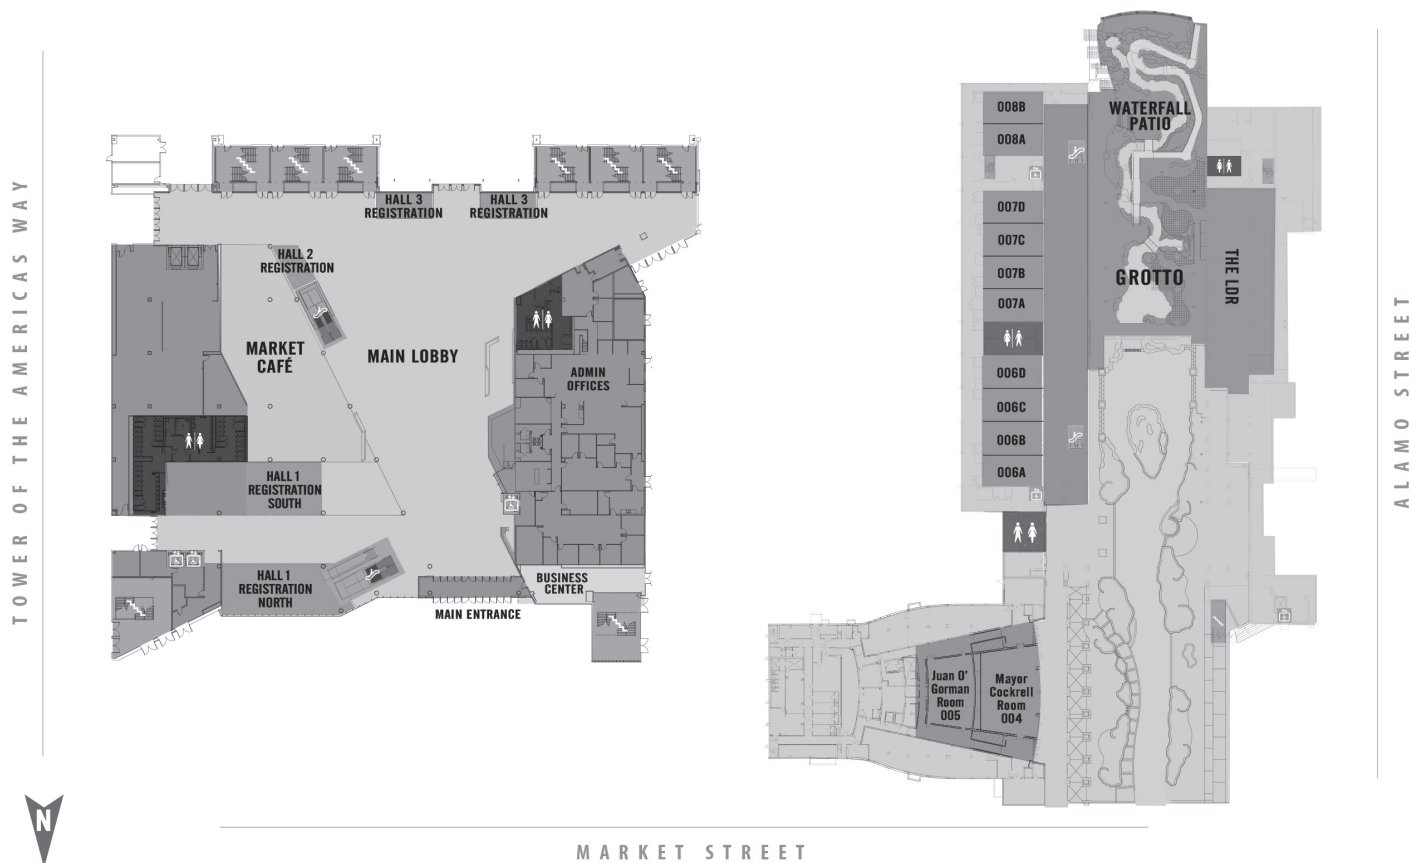 TOWER OF THE AMERICAS WAY
HALL 3
REGISTRATION
HALL 3
REGISTRATION
HALL 2
REGISTRATION
MARKET
CAFÉ
MAIN LOBBY
ADMIN
OFFICES
HALL 1
REGISTRATION
SOUTH
HALL 1
REGISTRATION
NORTH
BUSINESS
CENTER
MAIN ENTRANCE
008B
008A
007D
007C
007B
007A
006D
006C
006B
006A
WATERFALL
PATIO
GROTTO
THE LDR
Juan O'
Gorman
Room
005
Mayor
Cockrell
Room
004
ALAMO STREET
N
MARKET STREET